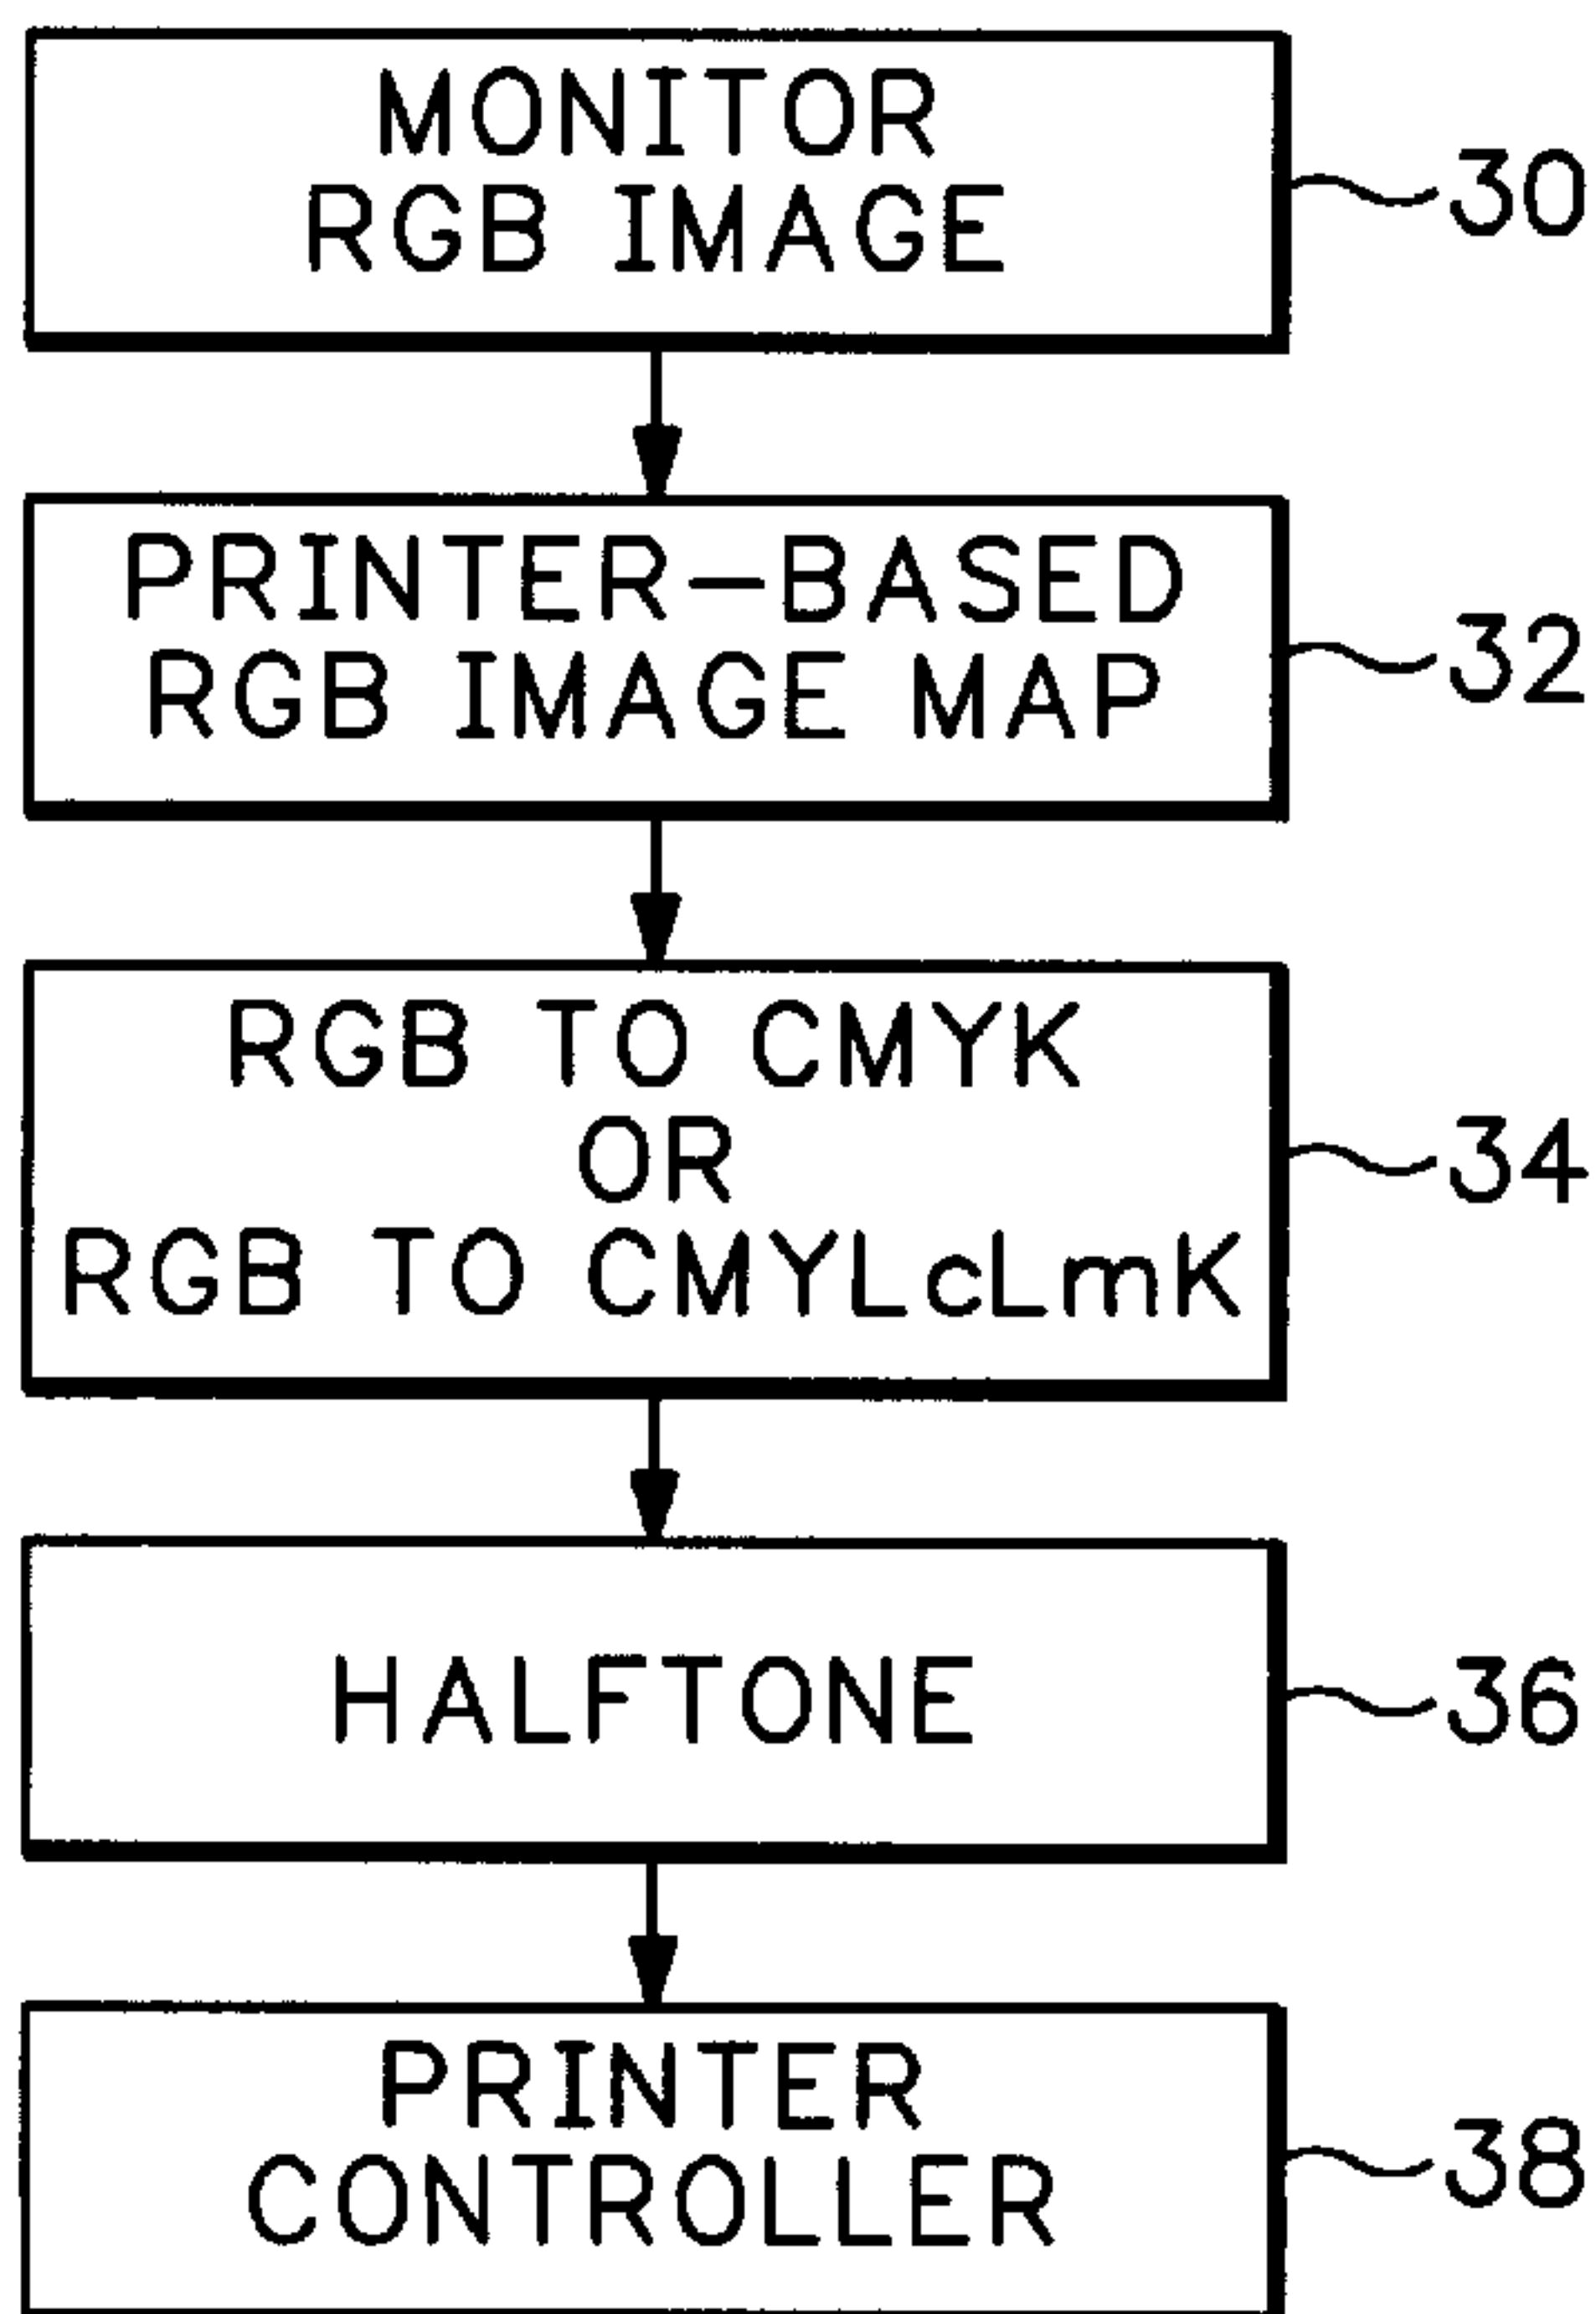 MONITOR
RGB IMAGE
30
PRINTER-BASED
RGB IMAGE MAP
32
RGB TO CMYK
OR
RGB TO CMYLcLmK
34
HALFTONE
36
PRINTER
CONTROLLER
38